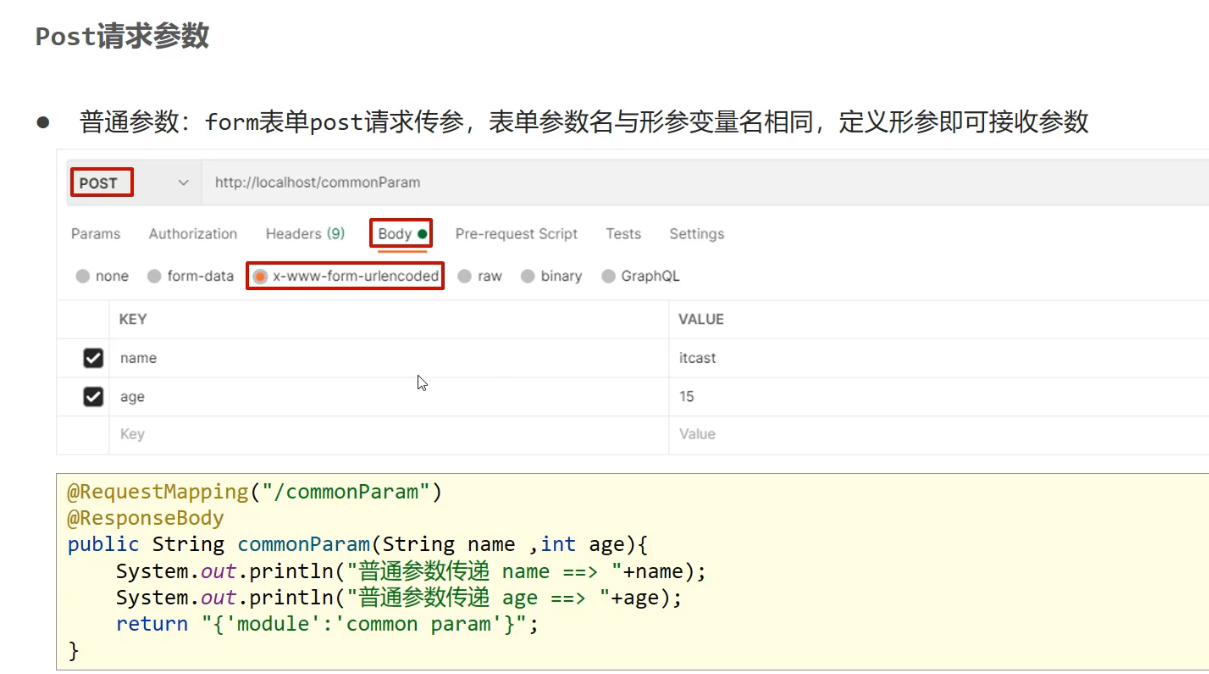 Post请求参数
● 普通参数：form表单post请求传参，表单参数名与形参变量名相同，定义形参即可接收参数
POST http://localhost/commonParam
Params Authorization Headers (9) Body Pre-request Script Tests Settings
none form-data x-www-form-urlencoded raw binary GraphQL
KEY VALUE
name itcast
age 15
Key Value
@RequestMapping("/commonParam")
@ResponseBody
public String commonParam(String name ,int age){
    System.out.println("普通参数传递 name ==> "+name);
    System.out.println("普通参数传递 age ==> "+age);
    return "{'module':'common param'}";
}